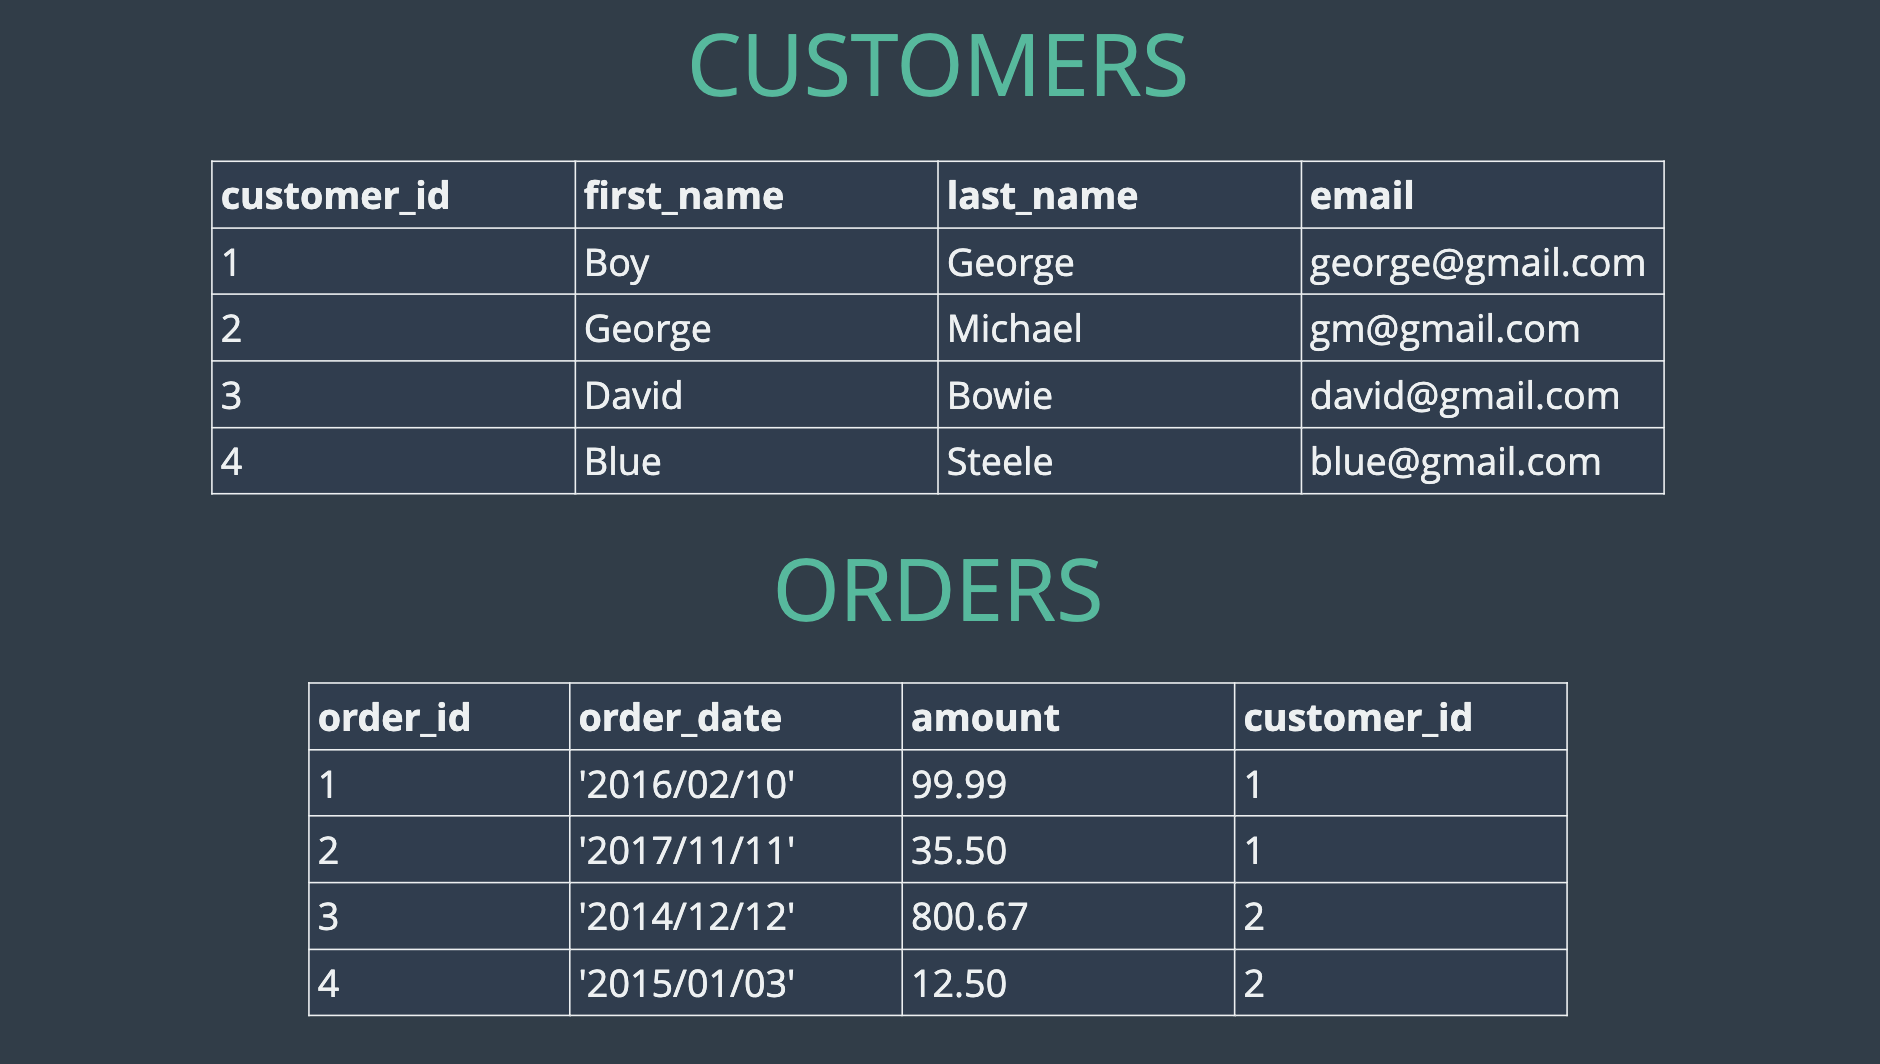 CUSTOMERS
customer_id first_name last_name email
1 Boy George george@gmail.com
2 George Michael gm@gmail.com
3 David Bowie david@gmail.com
4 Blue Steele blue@gmail.com
ORDERS
order_id order_date amount customer_id
1 '2016/02/10' 99.99 1
2 '2017/11/11' 35.50 1
3 '2014/12/12' 800.67 2
4 '2015/01/03' 12.50 2